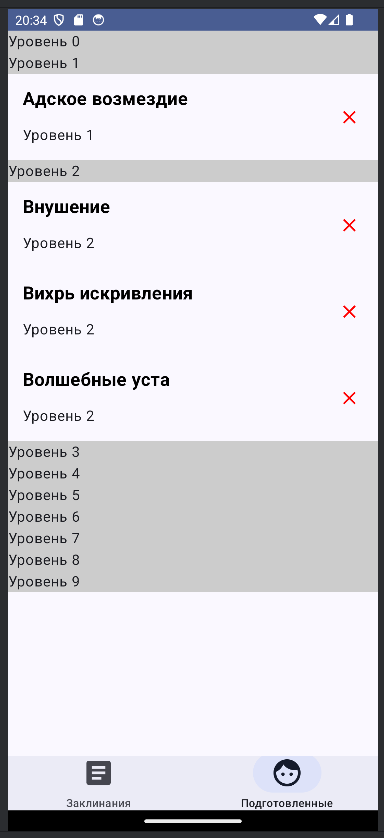 20:34
Уровень 0
Уровень 1
Адское возмездие
Уровень 1
Уровень 2
Внушение
Уровень 2
Вихрь искривления
Уровень 2
Волшебные уста
Уровень 2
Уровень 3
Уровень 4
Уровень 5
Уровень 6
Уровень 7
Уровень 8
Уровень 9
Заклинания Подготовленные